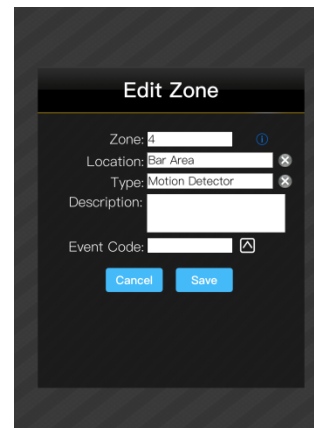 Edit Zone
Zone: 4
Location: Bar Area
Type: Motion Detector
Description:
Event Code:
Cancel Save